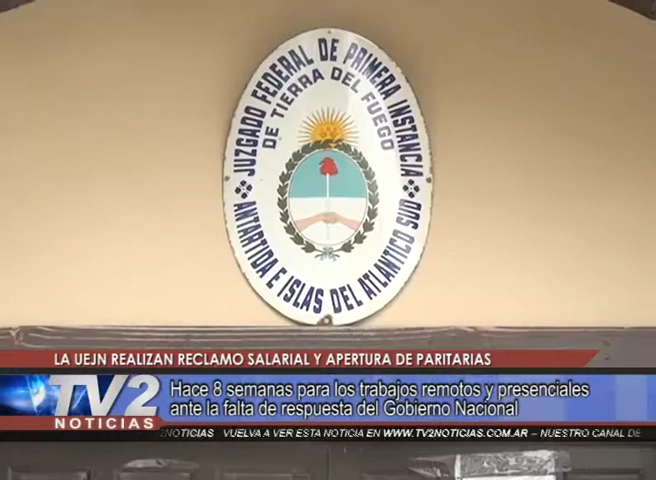 JUZGADO FEDERAL DE PRIMERA INSTANCIA
DE TIERRA DEL FUEGO
ANTARTIDA E ISLAS DEL ATLANTICO SUD
LA UEJN REALIZAN RECLAMO SALARIAL Y APERTURA DE PARITARIAS
TV2
NOTICIAS
Hace 8 semanas para los trabajos remotos y presenciales
ante la falta de respuesta del Gobierno Nacional
NOTICIAS VUELVA A VER ESTA NOTICIA EN WWW.TV2NOTICIAS.COM.AR – NUESTRO CANAL DE